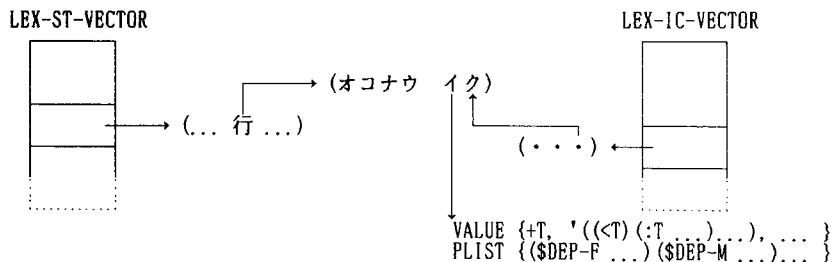 LEX-ST-VECTOR
LEX-IC-VECTOR
(オコナウ イク)
(... 行 ...)
(・・・)
VALUE {+T, '((<T)(:T ...)...), ... }
PLIST {($DEP-F ...)($DEP-M ...)... }